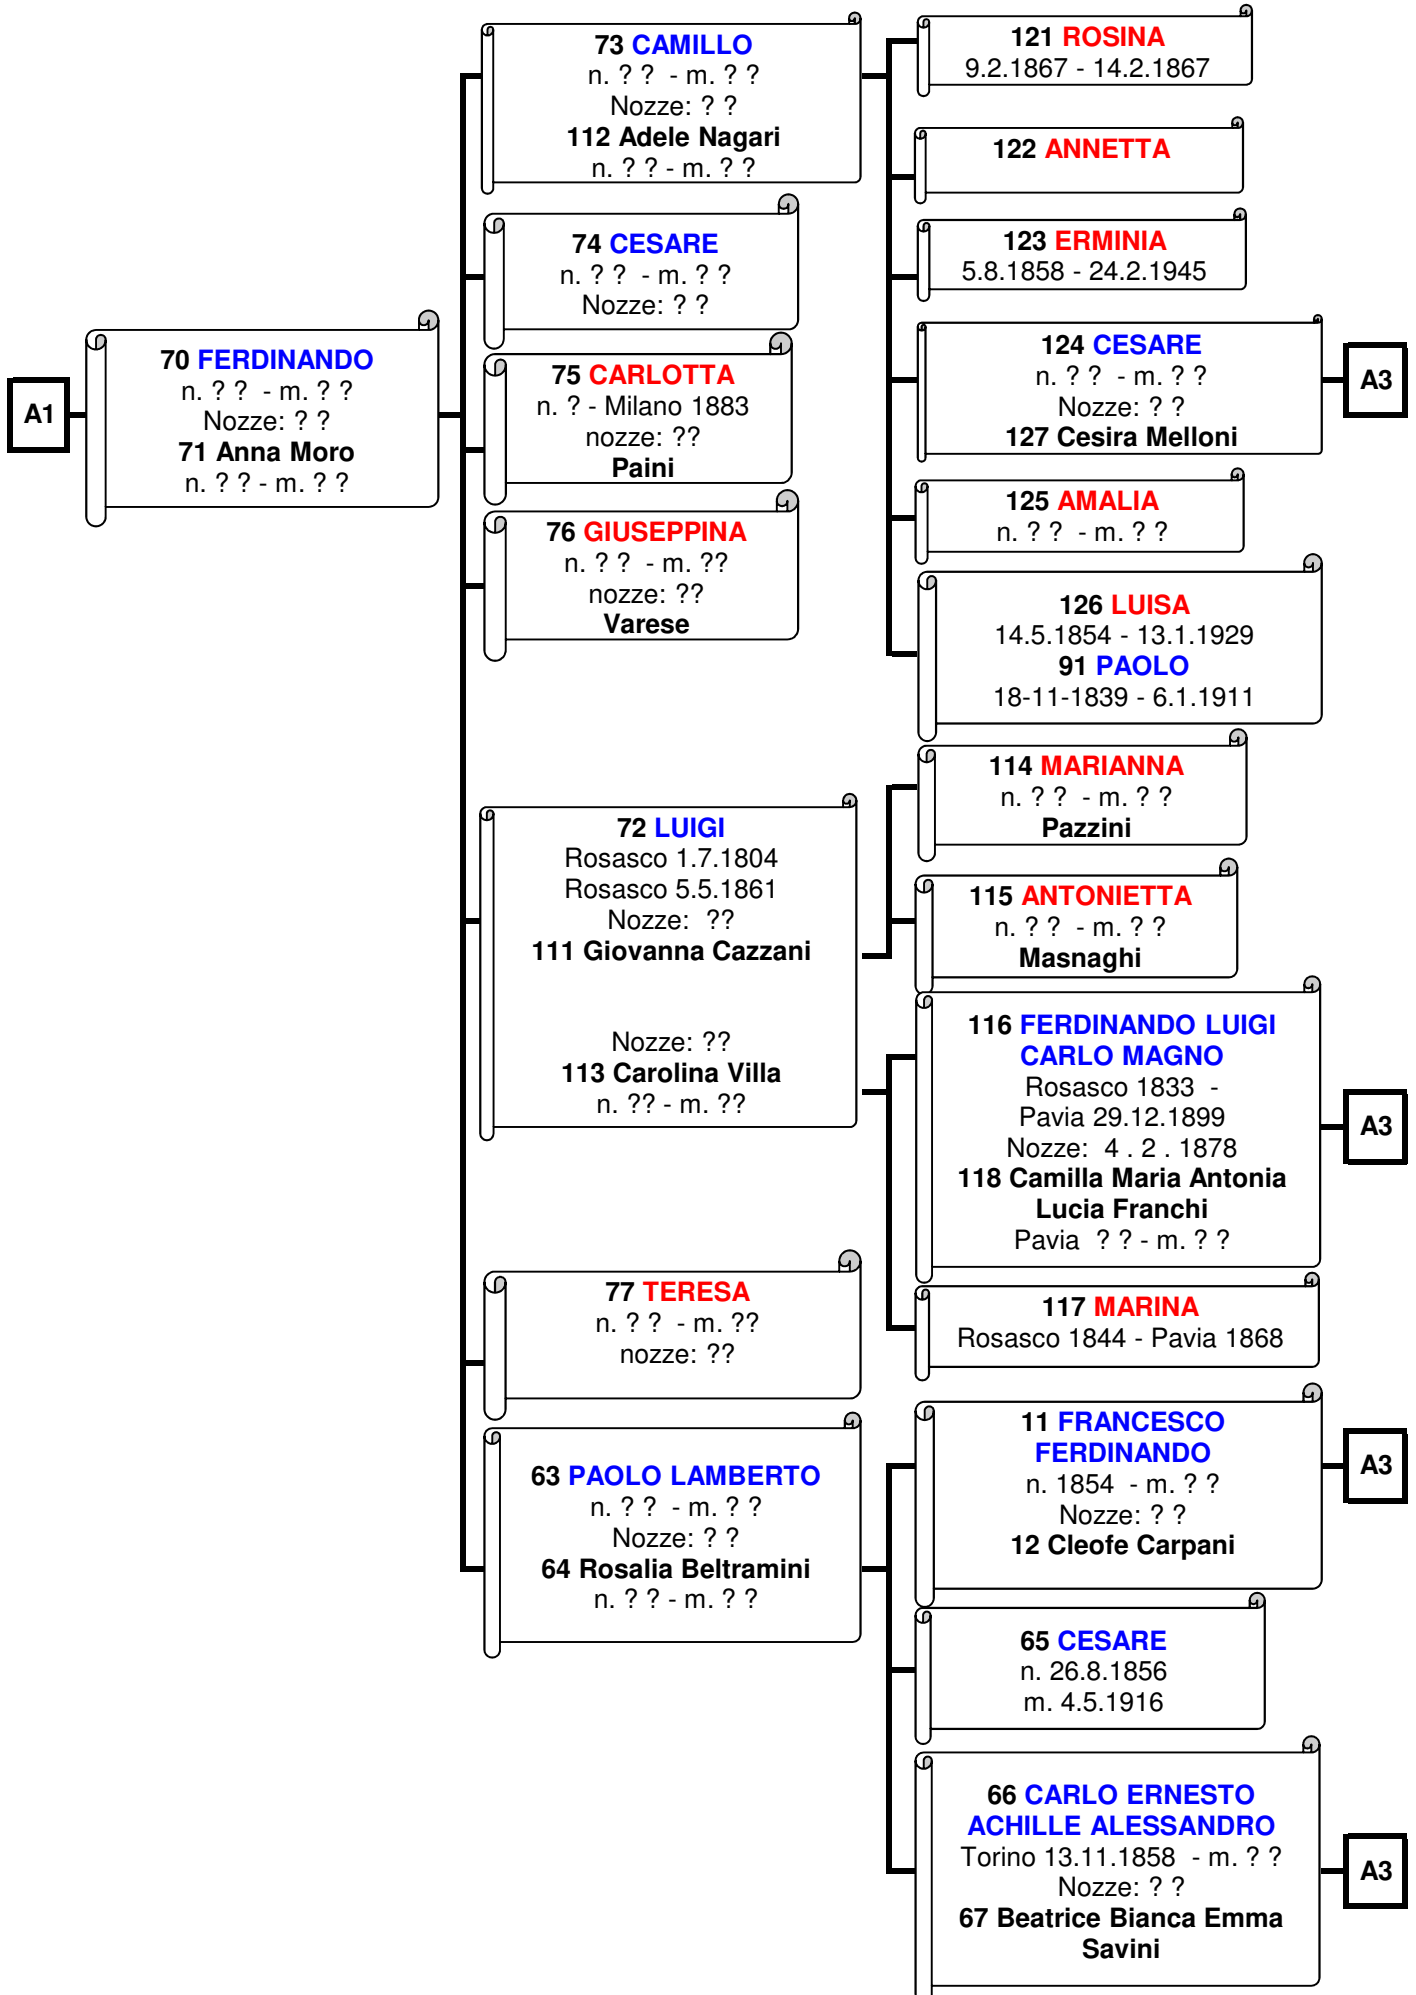 A1
70 FERDINANDO
n. ? ? - m. ? ?
Nozze: ? ?
71 Anna Moro
n. ? ? - m. ? ?
73 CAMILLO
n. ? ? - m. ? ?
Nozze: ? ?
112 Adele Nagari
n. ? ? - m. ? ?
74 CESARE
n. ? ? - m. ? ?
Nozze: ? ?
75 CARLOTTA
n. ? - Milano 1883
nozze: ??
Paini
76 GIUSEPPINA
n. ? ? - m. ??
nozze: ??
Varese
72 LUIGI
Rosasco 1.7.1804
Rosasco 5.5.1861
Nozze: ??
111 Giovanna Cazzani
Nozze: ??
113 Carolina Villa
n. ?? - m. ??
77 TERESA
n. ? ? - m. ??
nozze: ??
63 PAOLO LAMBERTO
n. ? ? - m. ? ?
Nozze: ? ?
64 Rosalia Beltramini
n. ? ? - m. ? ?
121 ROSINA
9.2.1867 - 14.2.1867
122 ANNETTA
123 ERMINIA
5.8.1858 - 24.2.1945
124 CESARE
n. ? ? - m. ? ?
Nozze: ? ?
127 Cesira Melloni
A3
125 AMALIA
n. ? ? - m. ? ?
126 LUISA
14.5.1854 - 13.1.1929
91 PAOLO
18-11-1839 - 6.1.1911
114 MARIANNA
n. ? ? - m. ? ?
Pazzini
115 ANTONIETTA
n. ? ? - m. ? ?
Masnaghi
116 FERDINANDO LUIGI
CARLO MAGNO
Rosasco 1833 -
Pavia 29.12.1899
Nozze: 4 . 2 . 1878
118 Camilla Maria Antonia
Lucia Franchi
Pavia ? ? - m. ? ?
A3
117 MARINA
Rosasco 1844 - Pavia 1868
11 FRANCESCO
FERDINANDO
n. 1854 - m. ? ?
Nozze: ? ?
12 Cleofe Carpani
A3
65 CESARE
n. 26.8.1856
m. 4.5.1916
66 CARLO ERNESTO
ACHILLE ALESSANDRO
Torino 13.11.1858 - m. ? ?
Nozze: ? ?
67 Beatrice Bianca Emma
Savini
A3